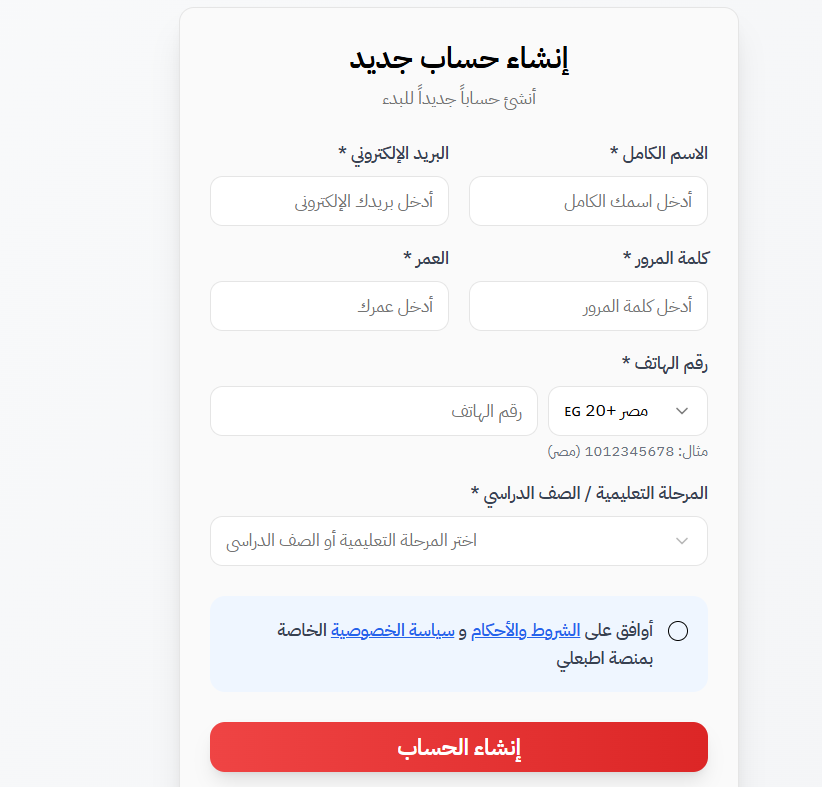 إنشاء حساب جديد
أنشئ حساباً جديداً للبدء
الاسم الكامل *
البريد الإلكتروني *
أدخل اسمك الكامل
أدخل بريدك الإلكتروني
كلمة المرور *
العمر *
أدخل كلمة المرور
أدخل عمرك
رقم الهاتف *
EG مصر +20
رقم الهاتف
مثال: 1012345678 (مصر)
المرحلة التعليمية / الصف الدراسي *
اختر المرحلة التعليمية أو الصف الدراسي
أوافق على الشروط والأحكام و سياسة الخصوصية الخاصة
بمنصة اطبعلي
إنشاء الحساب